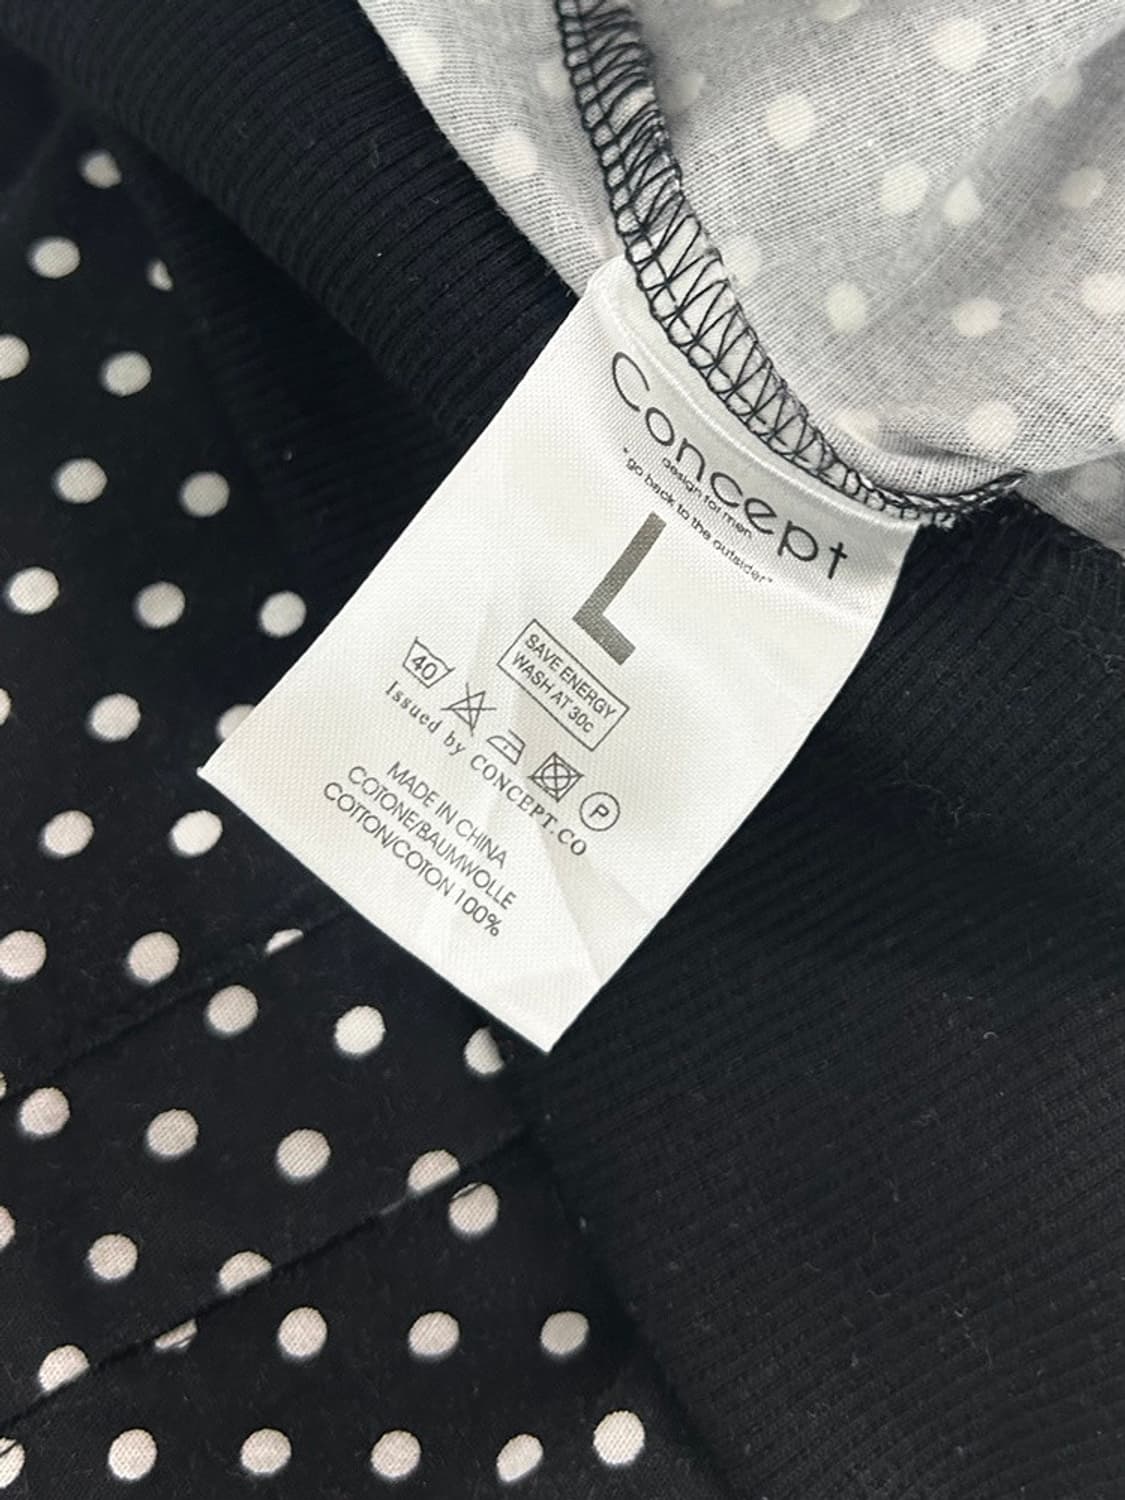 Concept
design for men
"go back to the outsider"
L
SAVE ENERGY
WASH AT 30c
40
P
Issued by CONCEPT.CO
MADE IN CHINA
COTONE/BAUMWOLLE
COTTON/COTON 100%